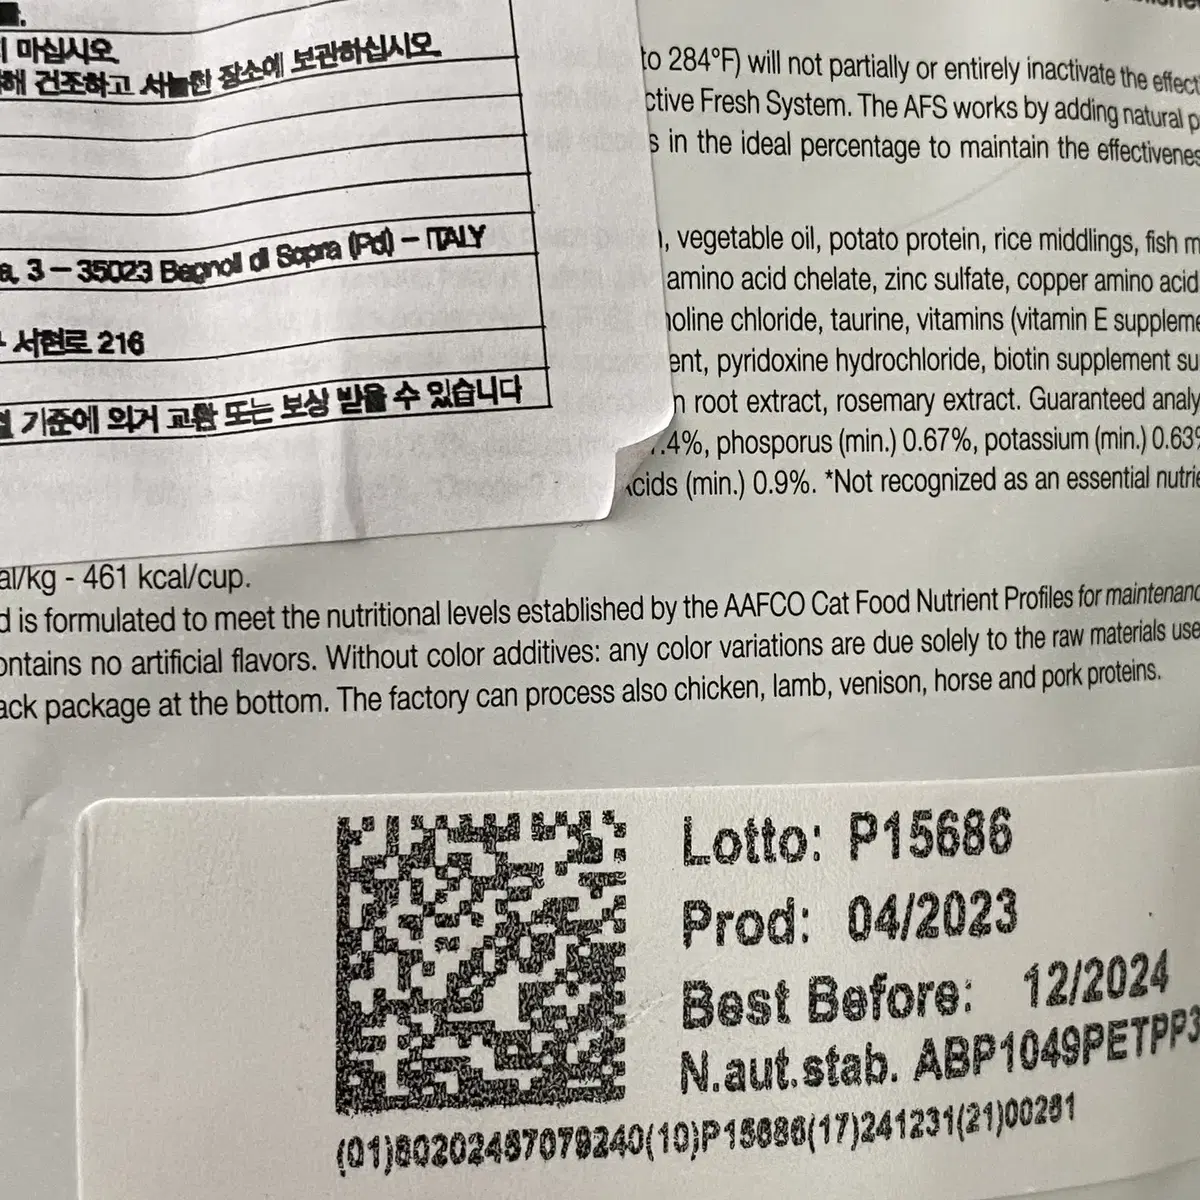 마십시오
건조하고 서늘한 장소에 보관하십시오
3 – 35023 Bagnoli di Sopra (Pd) – ITALY
서현로 216
기준에 의거 교환 또는 보상 받을 수 있습니다
to 284°F) will not partially or entirely inactivate the effect
ctive Fresh System. The AFS works by adding natural p
s in the ideal percentage to maintain the effectivenes
, vegetable oil, potato protein, rice middlings, fish m
amino acid chelate, zinc sulfate, copper amino acid
holine chloride, taurine, vitamins (vitamin E suppleme
ent, pyridoxine hydrochloride, biotin supplement su
n root extract, rosemary extract. Guaranteed analy
.4%, phosporus (min.) 0.67%, potassium (min.) 0.63%
Acids (min.) 0.9%. *Not recognized as an essential nutrie
al/kg - 461 kcal/cup.
d is formulated to meet the nutritional levels established by the AAFCO Cat Food Nutrient Profiles for maintenanc
ontains no artificial flavors. Without color additives: any color variations are due solely to the raw materials use
ack package at the bottom. The factory can process also chicken, lamb, venison, horse and pork proteins.
Lotto: P15686
Prod: 04/2023
Best Before: 12/2024
N.aut.stab. ABP1049PETPP3
(01)80202457079240(10)P15686(17)241231(21)00281